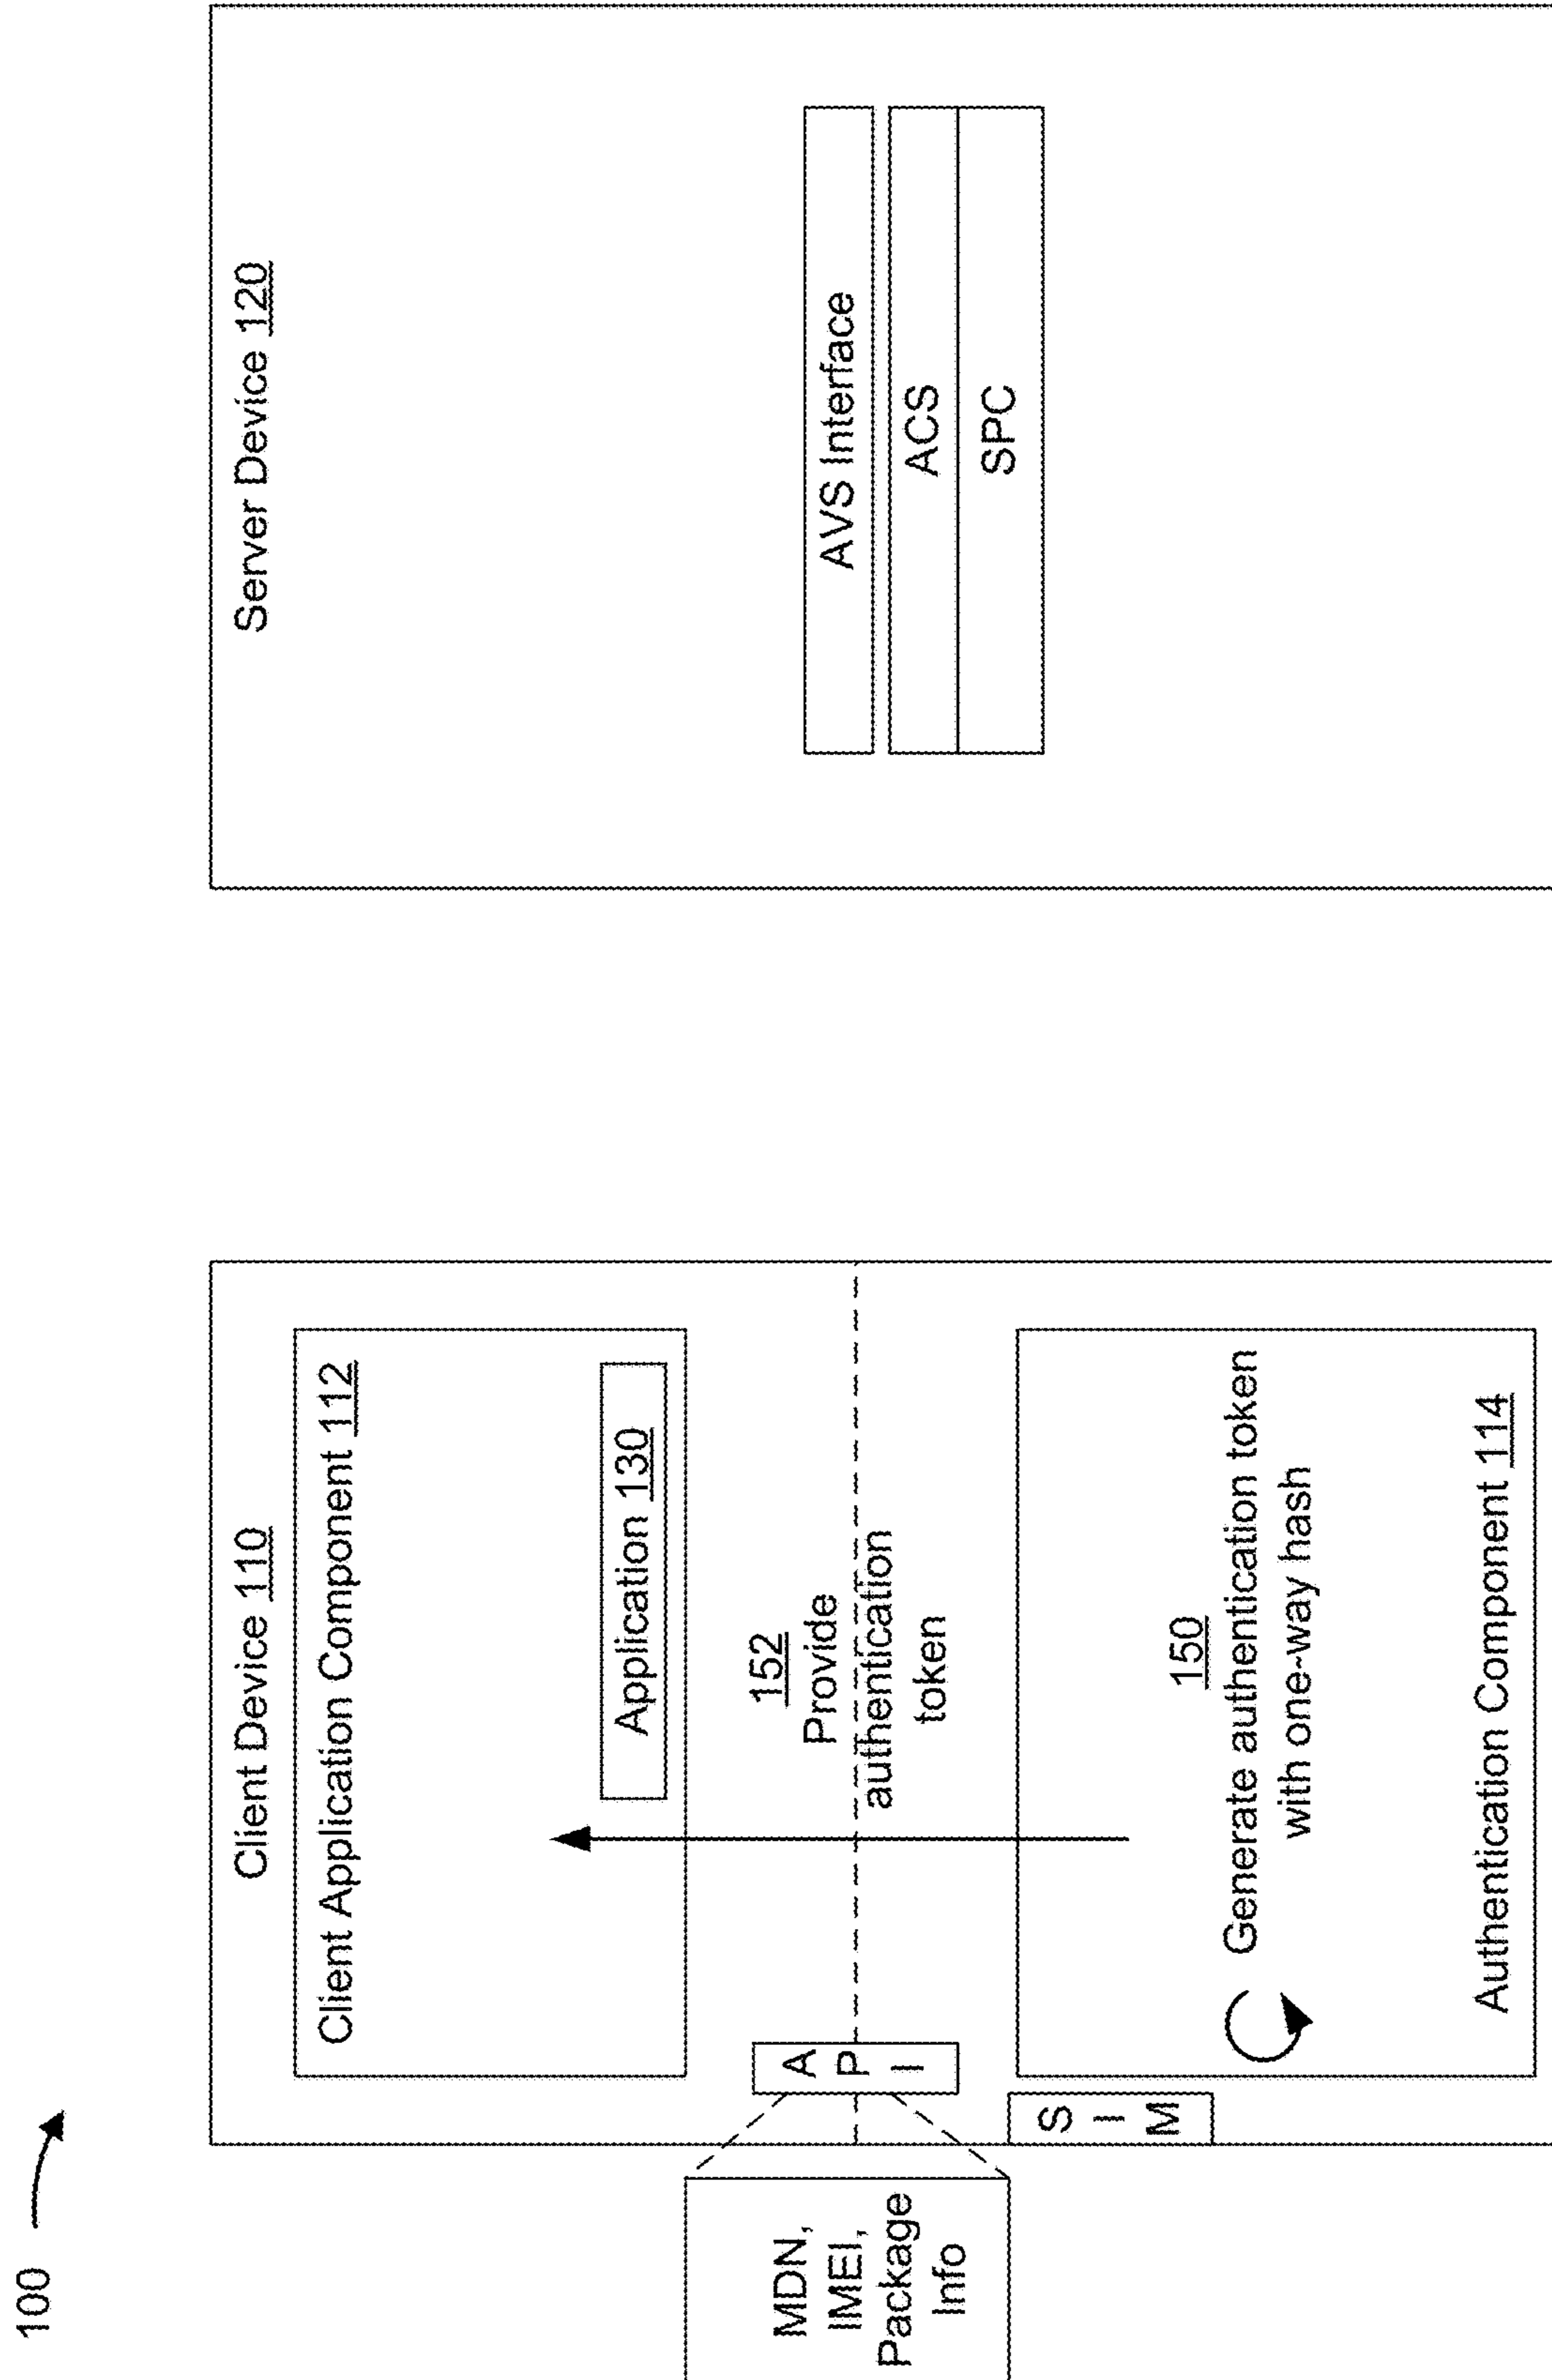 100
Client Device 110
Client Application Component 112
Application 130
152
Provide
authentication
token
A
P
I
MDN,
IMEI,
Package
Info
S
I
M
150
Generate authentication token
with one-way hash
Authentication Component 114
Server Device 120
AVS Interface
ACS
SPC